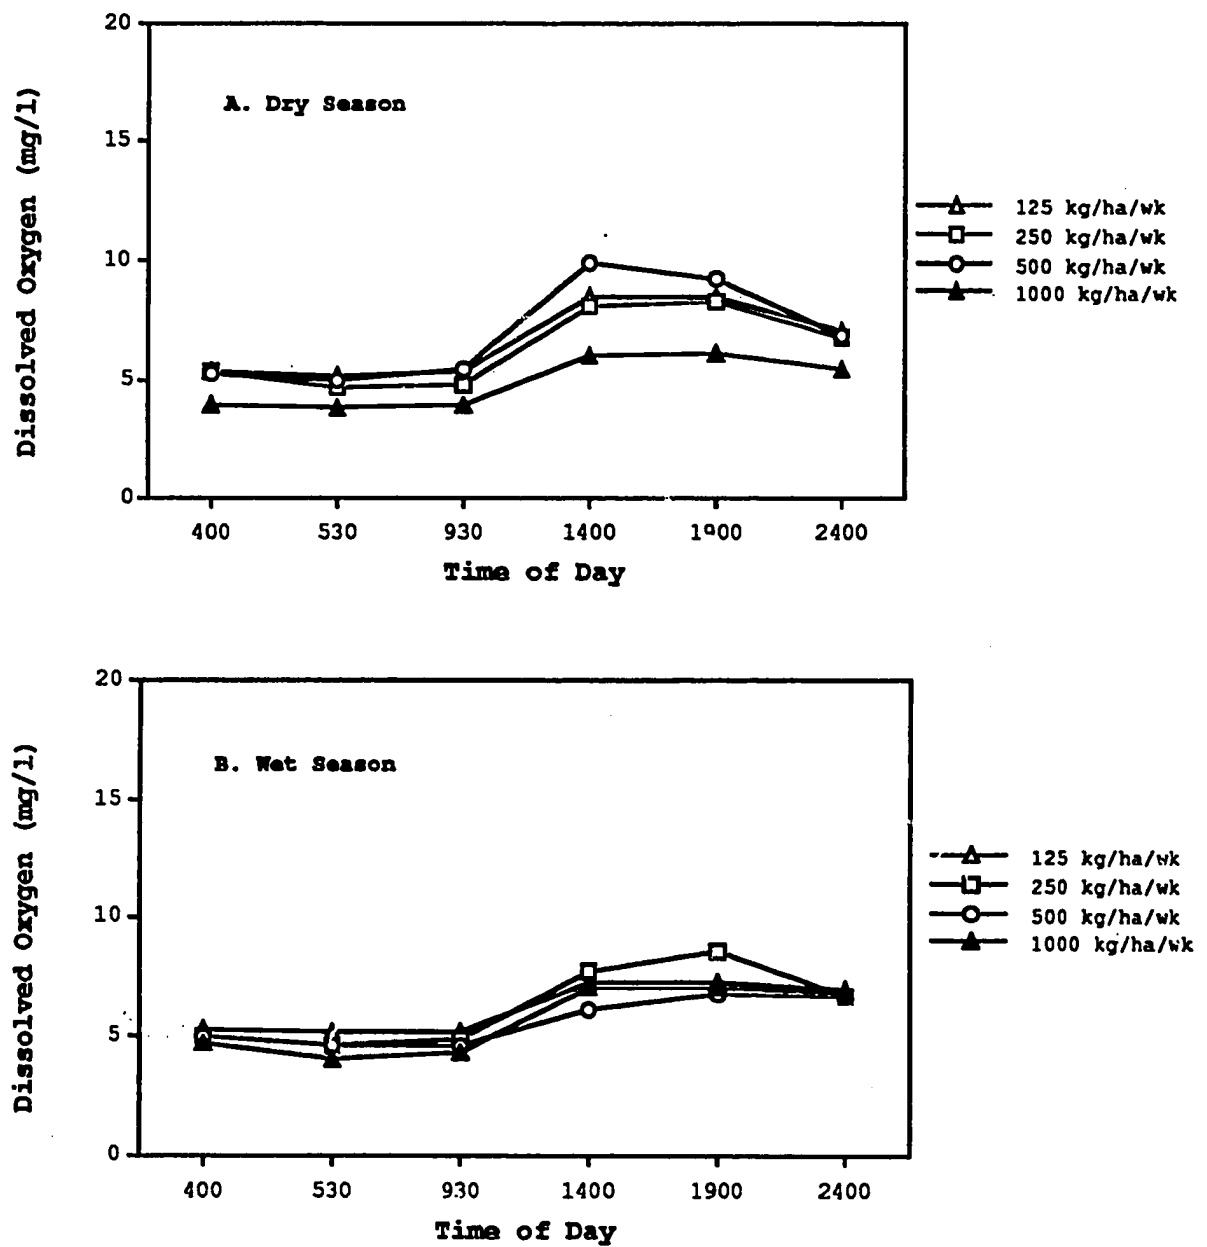 20
A. Dry Season
15
10
5
0
Dissolved Oxygen (mg/l)
400 530 930 1400 1900 2400
Time of Day
125 kg/ha/wk
250 kg/ha/wk
500 kg/ha/wk
1000 kg/ha/wk
20
B. Wet Season
15
10
5
0
Dissolved Oxygen (mg/l)
400 530 930 1400 1900 2400
Time of Day
125 kg/ha/wk
250 kg/ha/wk
500 kg/ha/wk
1000 kg/ha/wk